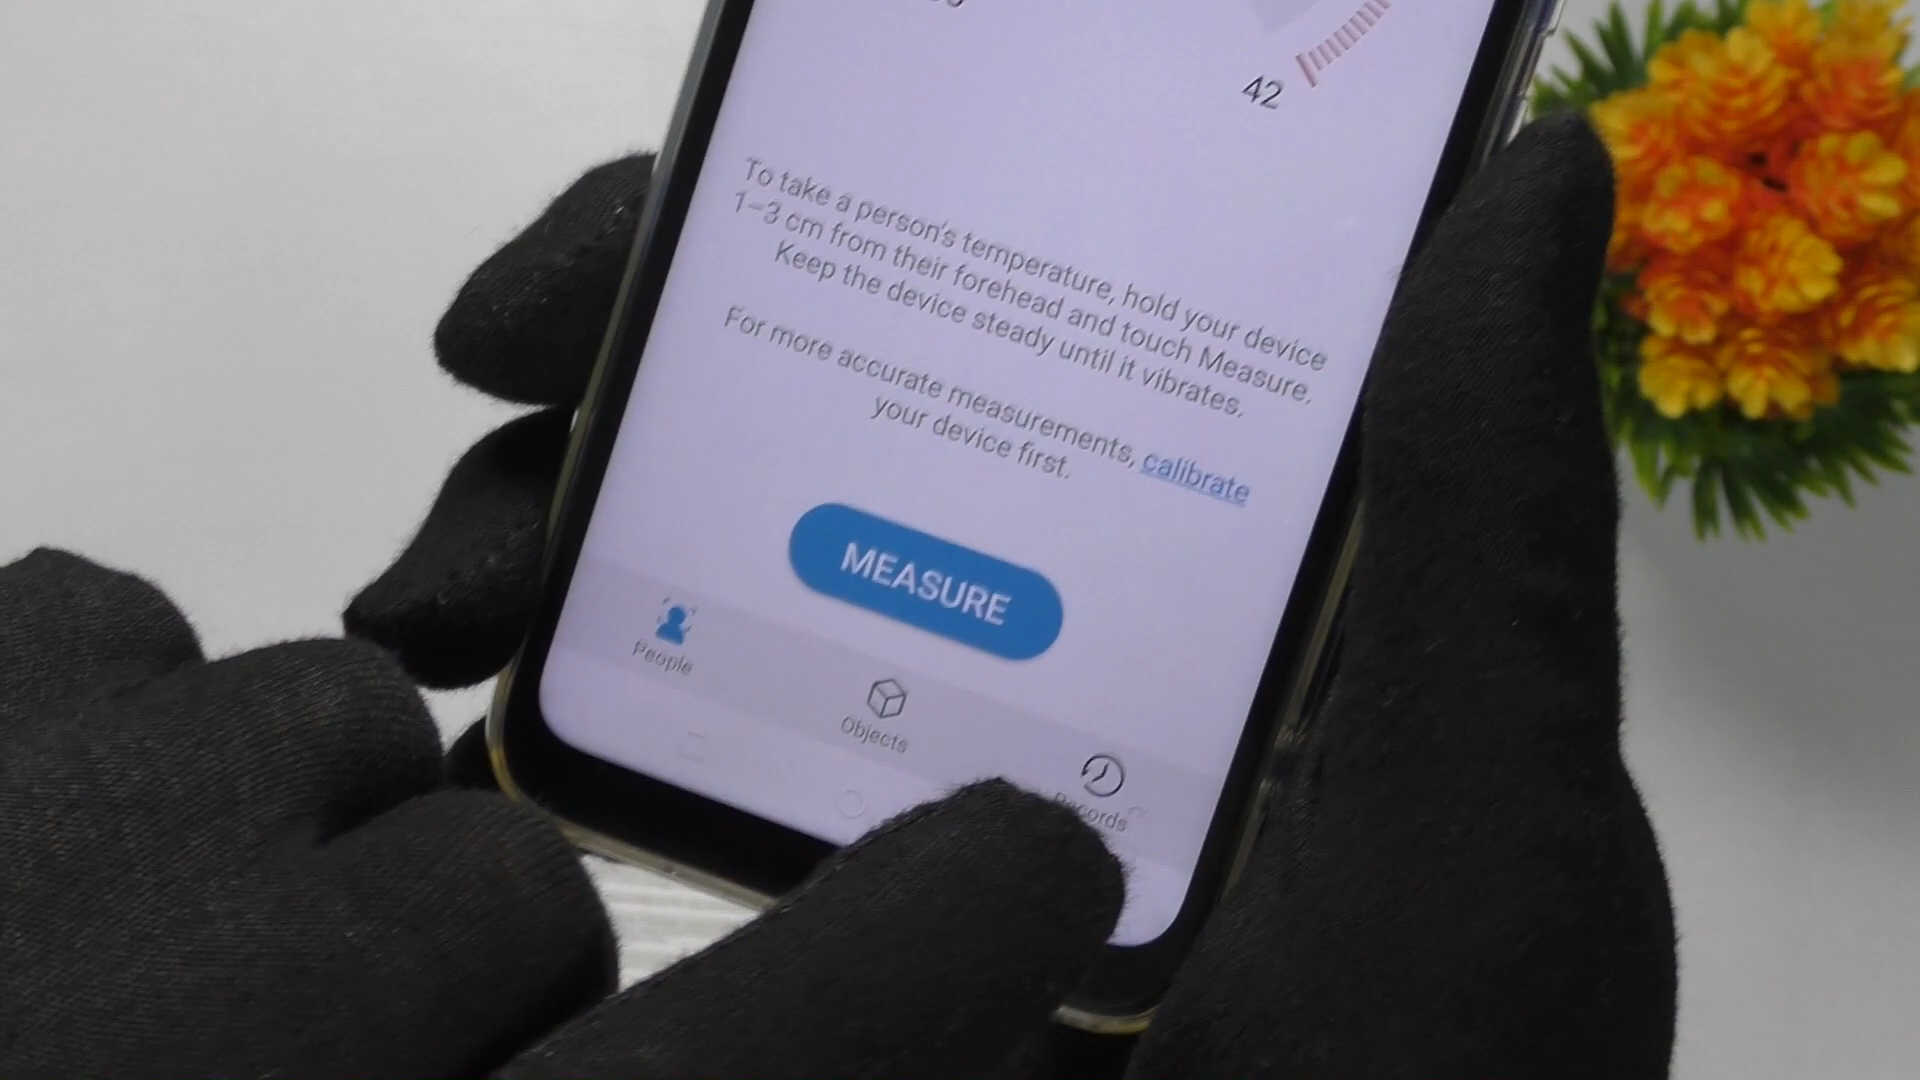 42
To take a person's temperature, hold your device
1–3 cm from their forehead and touch Measure.
Keep the device steady until it vibrates.
For more accurate measurements, calibrate
your device first.
MEASURE
People
Objects
Records